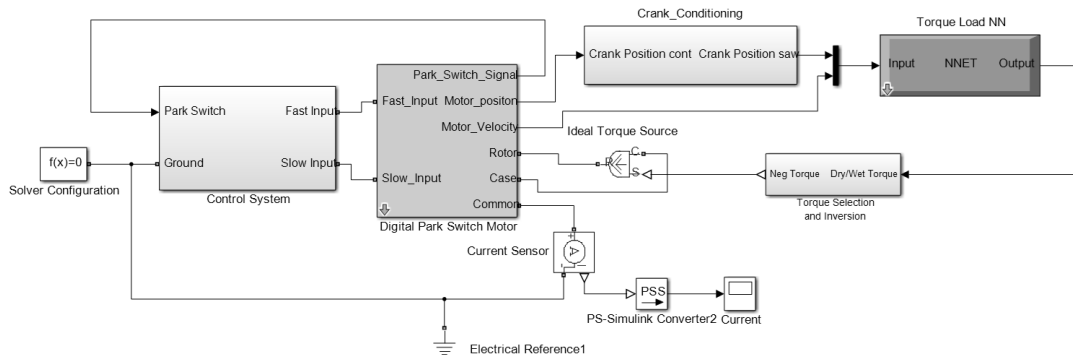 Crank_Conditioning
Crank Position cont Crank Position saw
Torque Load NN
Input NNET Output
Park_Switch_Signal
Fast_Input Motor_positon
Motor_Velocity
Rotor
Slow_Input Case
Common
Digital Park Switch Motor
Park Switch Fast Input
Ground Slow Input
Control System
f(x)=0
Solver Configuration
Ideal Torque Source
R C
S
Neg Torque Dry/Wet Torque
Torque Selection
and Inversion
Current Sensor
+
A
-
I
PSS
PS-Simulink Converter2
Current
Electrical Reference1